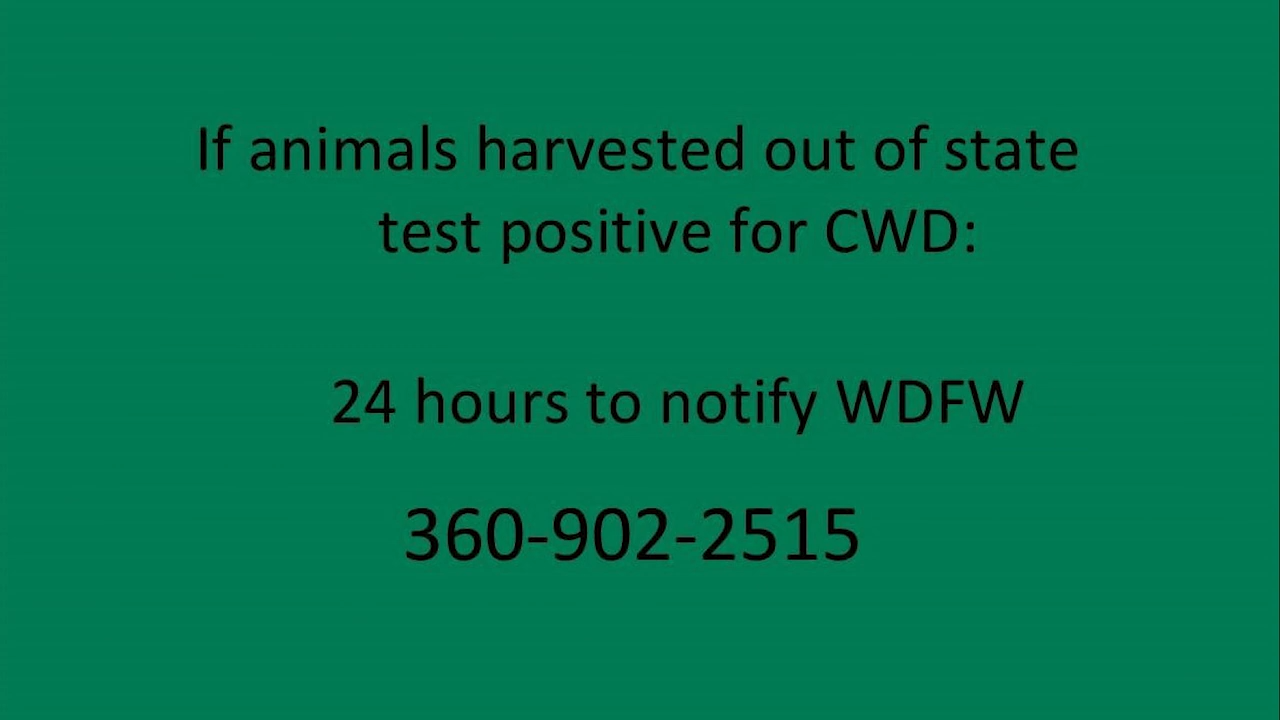 If animals harvested out of state
test positive for CWD:
24 hours to notify WDFW
360-902-2515